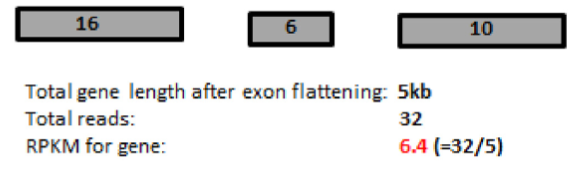 16 6 10
Total gene length after exon flattening: 5kb
Total reads: 32
RPKM for gene: 6.4 (=32/5)